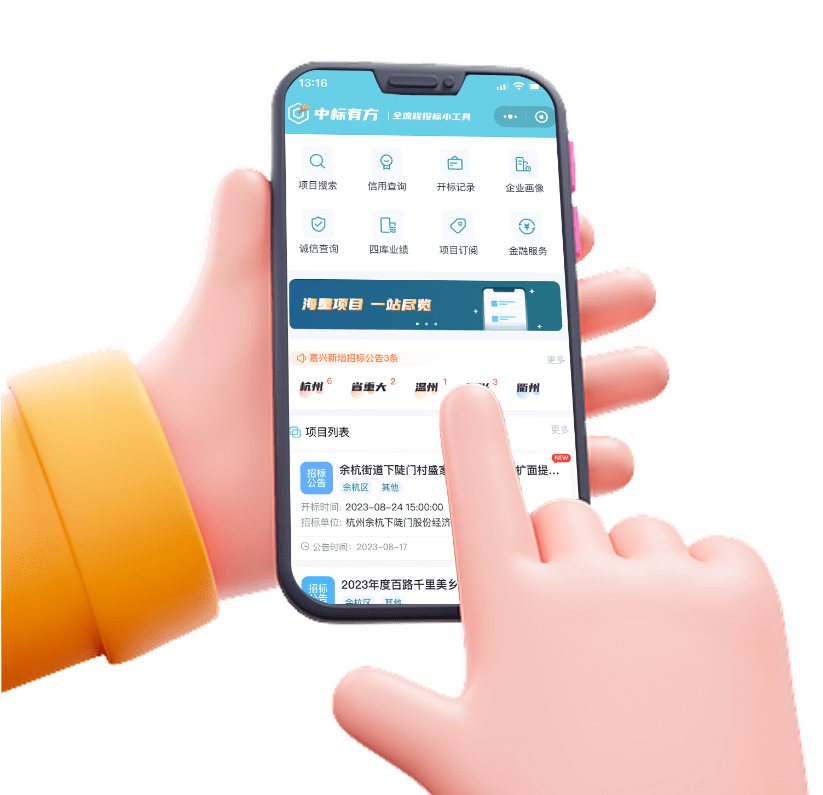 13:16
中标有方 | 全流程投标小工具
项目搜索 信用查询 开标记录 企业画像
诚信查询 四库业绩 项目订阅 金融服务
海量项目 一站尽览
嘉兴新增招标公告3条 更多
杭州 6 省重大 2 温州 1 3 衢州
项目列表 更多
NEW
招标公告 余杭街道下陡门村盛 扩面提...
余杭区 其他
开标时间: 2023-08-24 15:00:00
招标单位: 杭州余杭下陡门股份经济
公告时间: 2023-08-17
招标公告 2023年度百路千里美乡
余杭区 其他